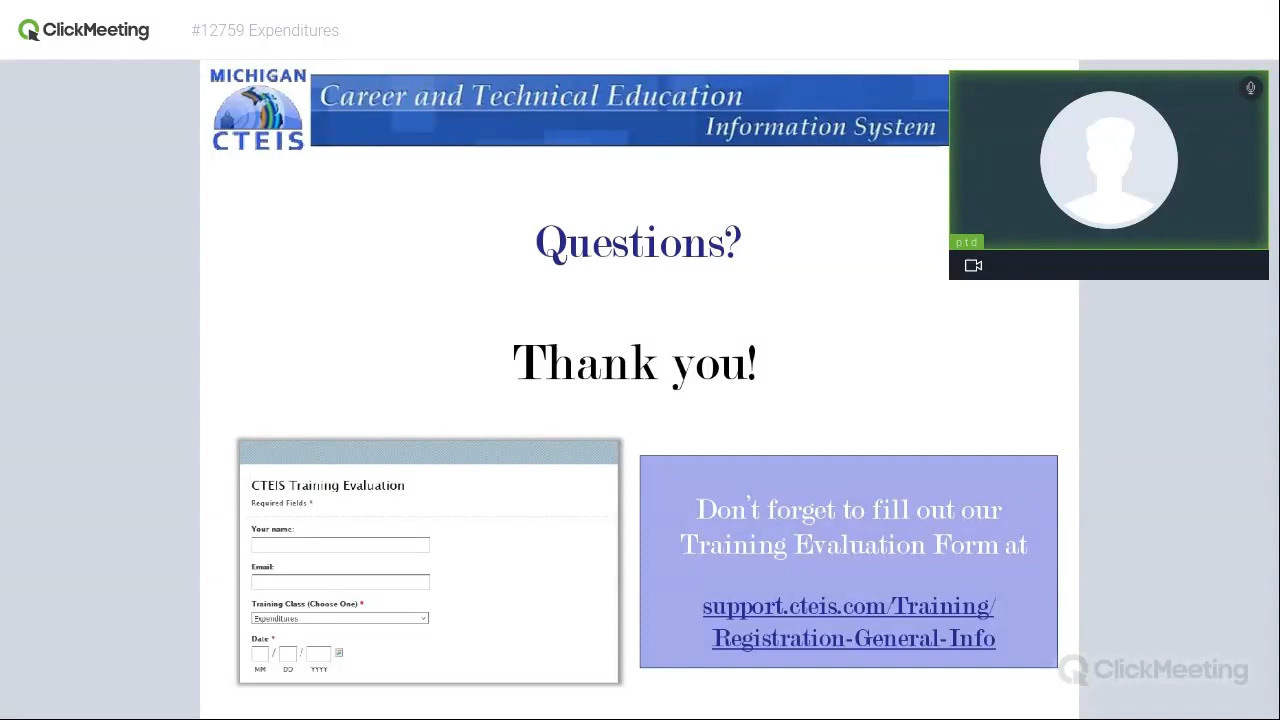 ClickMeeting
#12759 Expenditures
MICHIGAN
CTEIS
Career and Technical Education
Information System
ptd
Questions?
Thank you!
CTEIS Training Evaluation
Required Fields *
Your name:
Email:
Training Class (Choose One) *
Expenditures
Date *
/ /
MM DD YYYY
Don't forget to fill out our
Training Evaluation Form at
support.cteis.com/Training/
Registration-General-Info
ClickMeeting